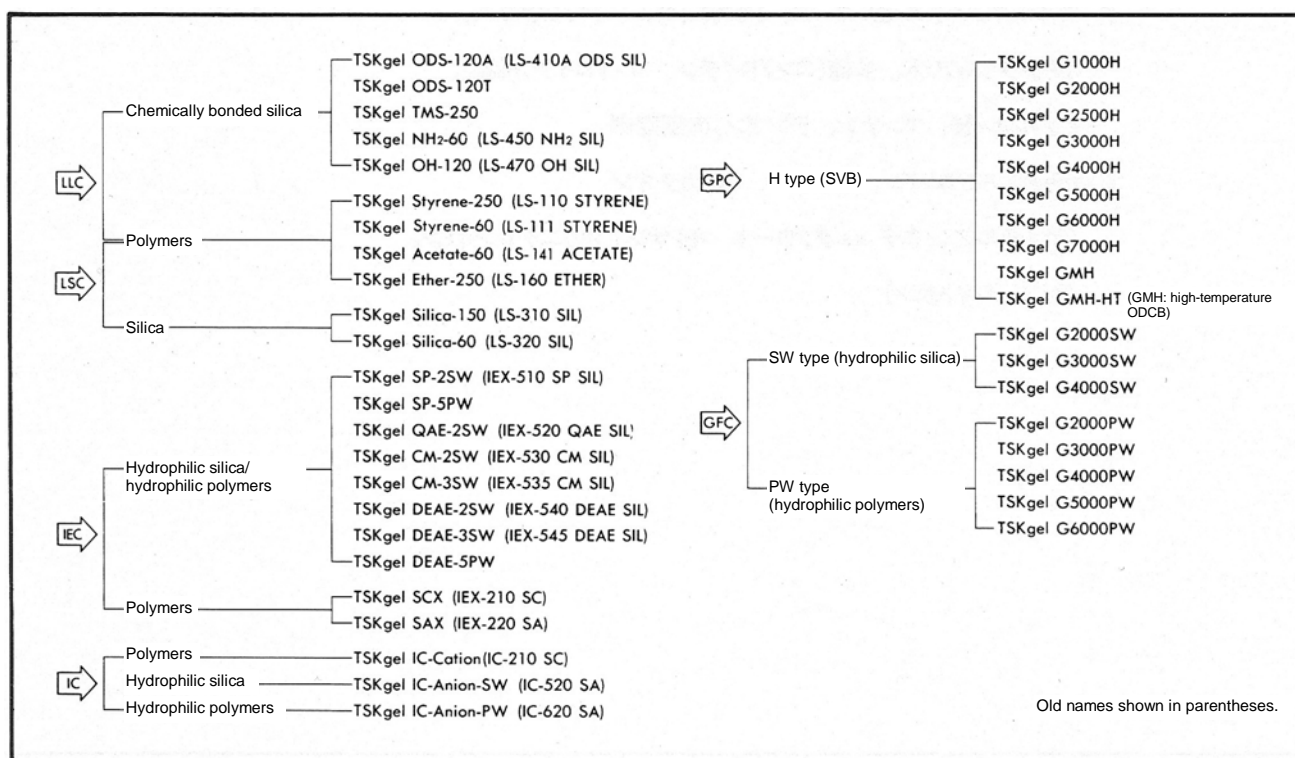 LLC
LSC
Chemically bonded silica
TSKgel ODS-120A (LS-410A ODS SIL)
TSKgel ODS-120T
TSKgel TMS-250
TSKgel NH2-60 (LS-450 NH2 SIL)
TSKgel OH-120 (LS-470 OH SIL)
Polymers
TSKgel Styrene-250 (LS-110 STYRENE)
TSKgel Styrene-60 (LS-111 STYRENE)
TSKgel Acetate-60 (LS-141 ACETATE)
TSKgel Ether-250 (LS-160 ETHER)
Silica
TSKgel Silica-150 (LS-310 SIL)
TSKgel Silica-60 (LS-320 SIL)
IEC
Hydrophilic silica/
hydrophilic polymers
TSKgel SP-2SW (IEX-510 SP SIL)
TSKgel SP-5PW
TSKgel QAE-2SW (IEX-520 QAE SIL)
TSKgel CM-2SW (IEX-530 CM SIL)
TSKgel CM-3SW (IEX-535 CM SIL)
TSKgel DEAE-2SW (IEX-540 DEAE SIL)
TSKgel DEAE-3SW (IEX-545 DEAE SIL)
TSKgel DEAE-5PW
Polymers
TSKgel SCX (IEX-210 SC)
TSKgel SAX (IEX-220 SA)
IC
Polymers
TSKgel IC-Cation(IC-210 SC)
Hydrophilic silica
TSKgel IC-Anion-SW (IC-520 SA)
Hydrophilic polymers
TSKgel IC-Anion-PW (IC-620 SA)
GPC
H type (SVB)
TSKgel G1000H
TSKgel G2000H
TSKgel G2500H
TSKgel G3000H
TSKgel G4000H
TSKgel G5000H
TSKgel G6000H
TSKgel G7000H
TSKgel GMH
TSKgel GMH-HT (GMH: high-temperature
ODCB)
GFC
SW type (hydrophilic silica)
TSKgel G2000SW
TSKgel G3000SW
TSKgel G4000SW
PW type
(hydrophilic polymers)
TSKgel G2000PW
TSKgel G3000PW
TSKgel G4000PW
TSKgel G5000PW
TSKgel G6000PW
Old names shown in parentheses.